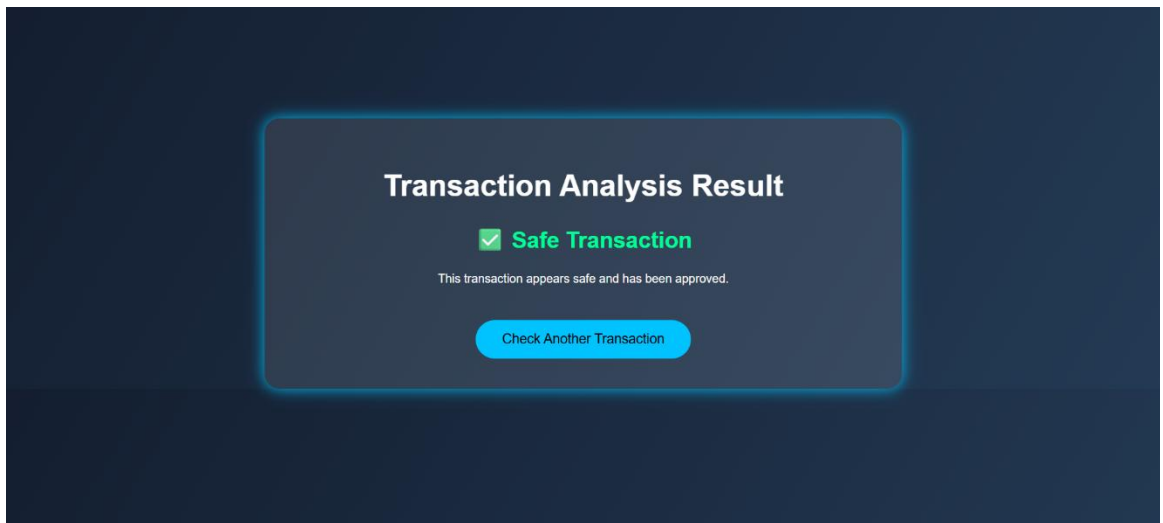 Transaction Analysis Result
✅ Safe Transaction
This transaction appears safe and has been approved.
Check Another Transaction